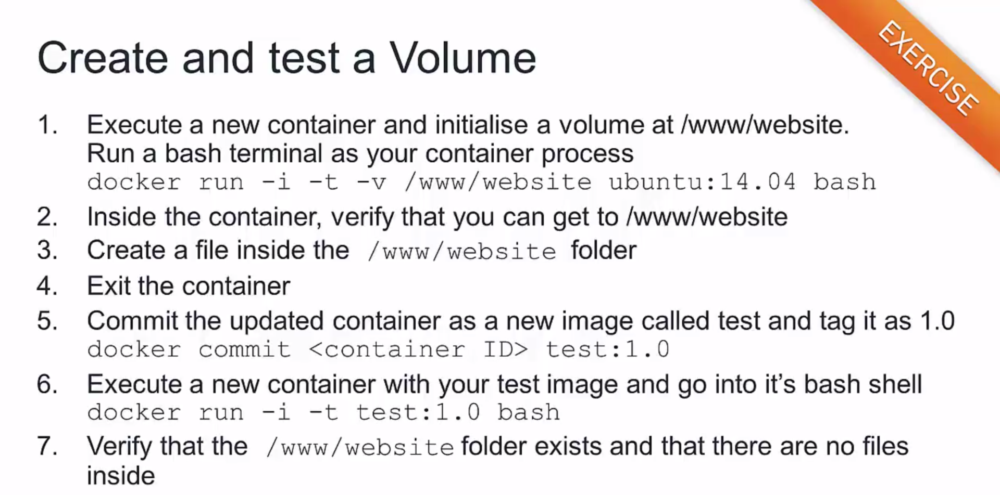 EXERCISE
Create and test a Volume
1. Execute a new container and initialise a volume at /www/website.
Run a bash terminal as your container process
docker run -i -t -v /www/website ubuntu:14.04 bash
2. Inside the container, verify that you can get to /www/website
3. Create a file inside the /www/website folder
4. Exit the container
5. Commit the updated container as a new image called test and tag it as 1.0
docker commit <container ID> test:1.0
6. Execute a new container with your test image and go into it’s bash shell
docker run -i -t test:1.0 bash
7. Verify that the /www/website folder exists and that there are no files
inside